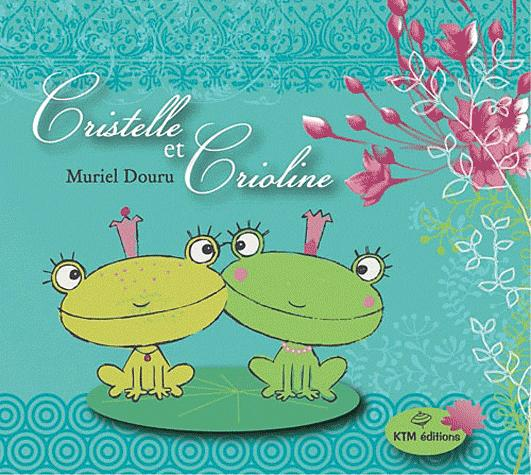 Cristelle
et
Crioline
Muriel Douru
KTM éditions